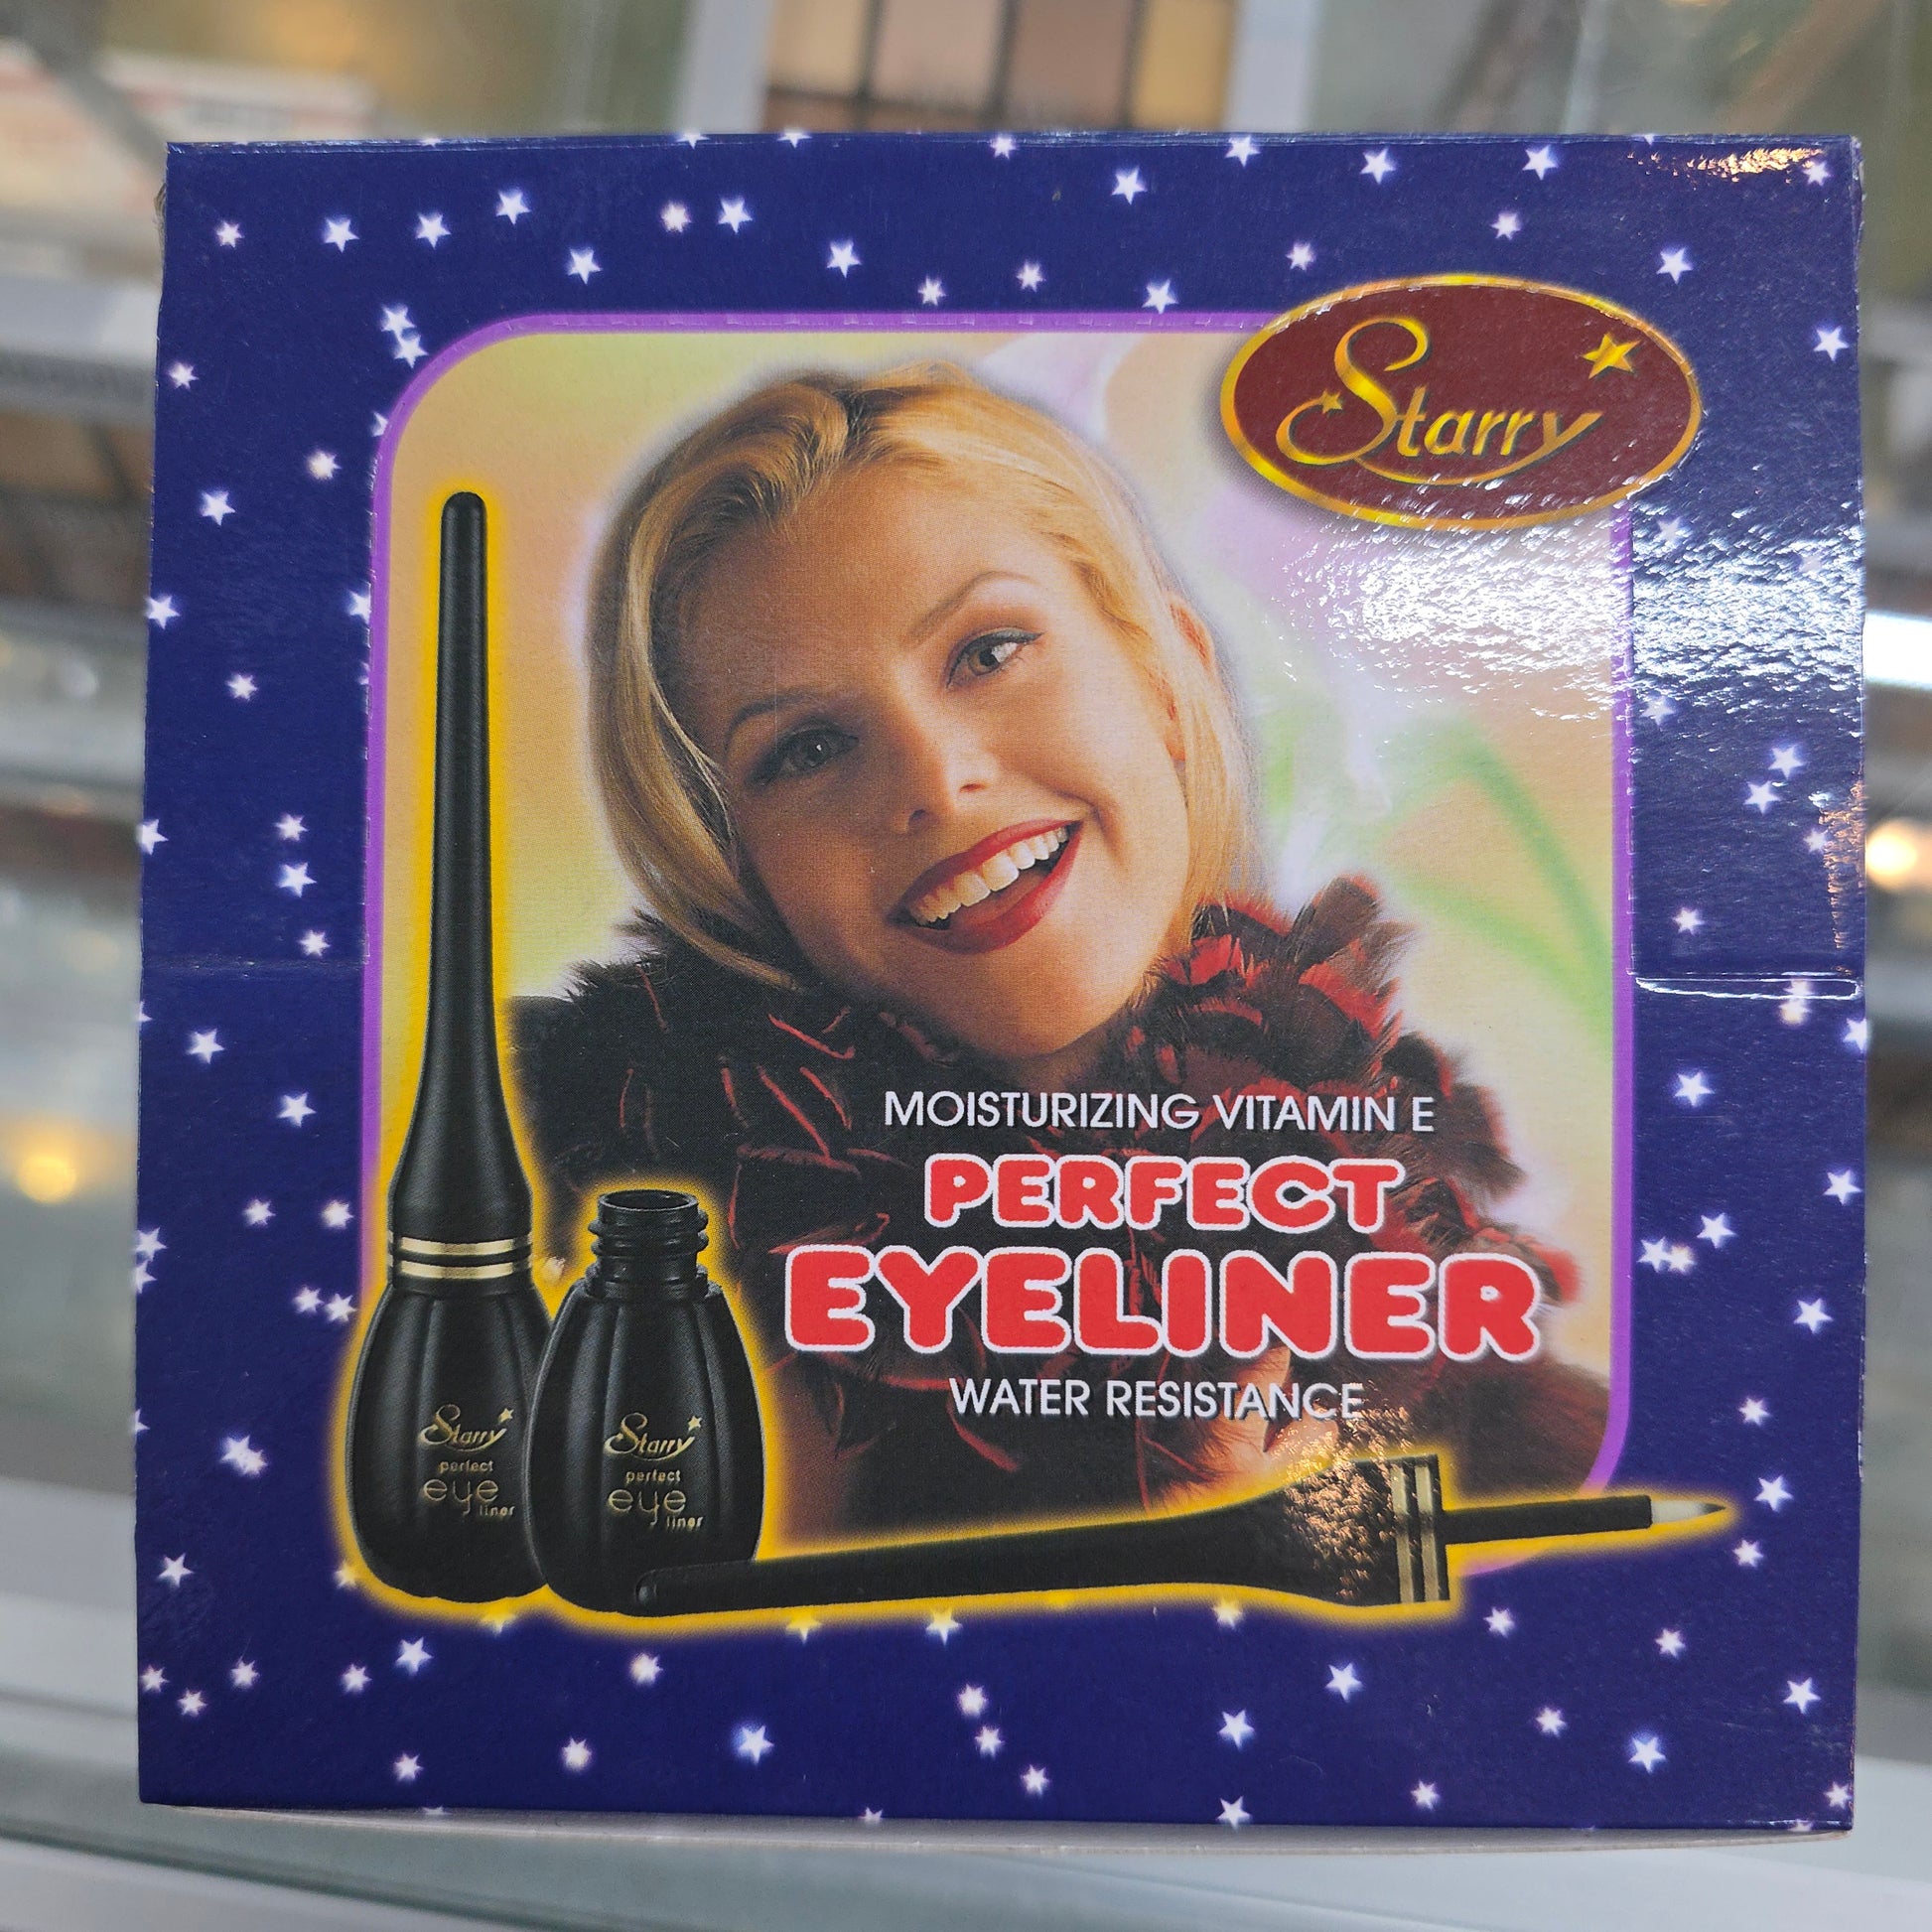 Starry
MOISTURIZING VITAMIN E
PERFECT
EYELINER
WATER RESISTANCE
Starry
perfect
eye
liner
Starry
perfect
eye
liner